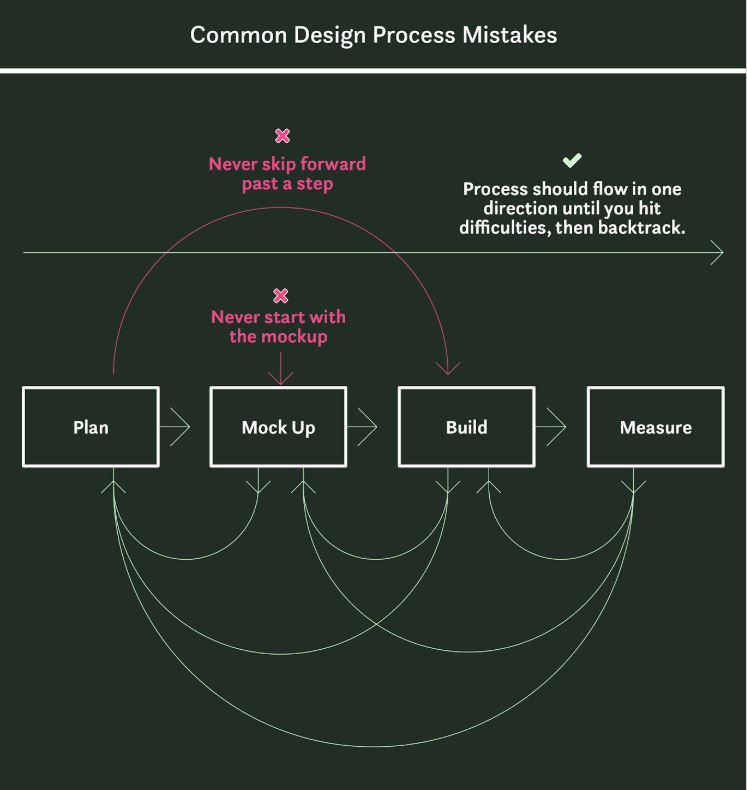 Common Design Process Mistakes
Never skip forward
past a step
Process should flow in one
direction until you hit
difficulties, then backtrack.
Never start with
the mockup
Plan
Mock Up
Build
Measure